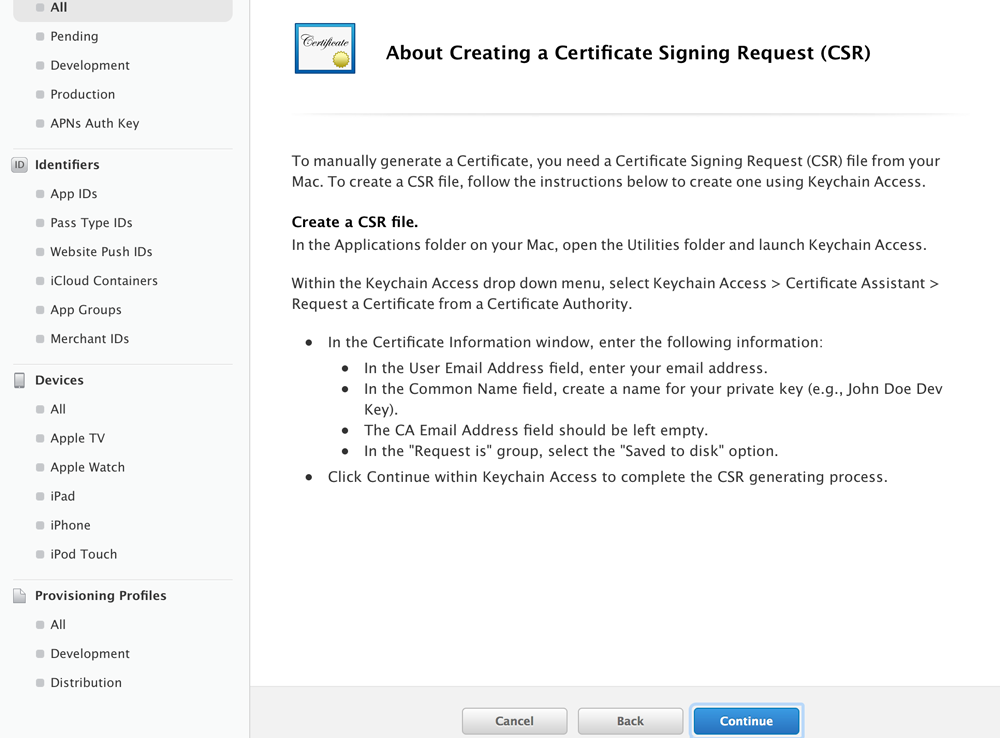 All
Pending
Development
Production
APNs Auth Key
ID Identifiers
App IDs
Pass Type IDs
Website Push IDs
iCloud Containers
App Groups
Merchant IDs
Devices
All
Apple TV
Apple Watch
iPad
iPhone
iPod Touch
Provisioning Profiles
All
Development
Distribution
Certificate
About Creating a Certificate Signing Request (CSR)
To manually generate a Certificate, you need a Certificate Signing Request (CSR) file from your
Mac. To create a CSR file, follow the instructions below to create one using Keychain Access.
Create a CSR file.
In the Applications folder on your Mac, open the Utilities folder and launch Keychain Access.
Within the Keychain Access drop down menu, select Keychain Access > Certificate Assistant >
Request a Certificate from a Certificate Authority.
• In the Certificate Information window, enter the following information:
• In the User Email Address field, enter your email address.
• In the Common Name field, create a name for your private key (e.g., John Doe Dev
Key).
• The CA Email Address field should be left empty.
• In the "Request is" group, select the "Saved to disk" option.
• Click Continue within Keychain Access to complete the CSR generating process.
Cancel
Back
Continue